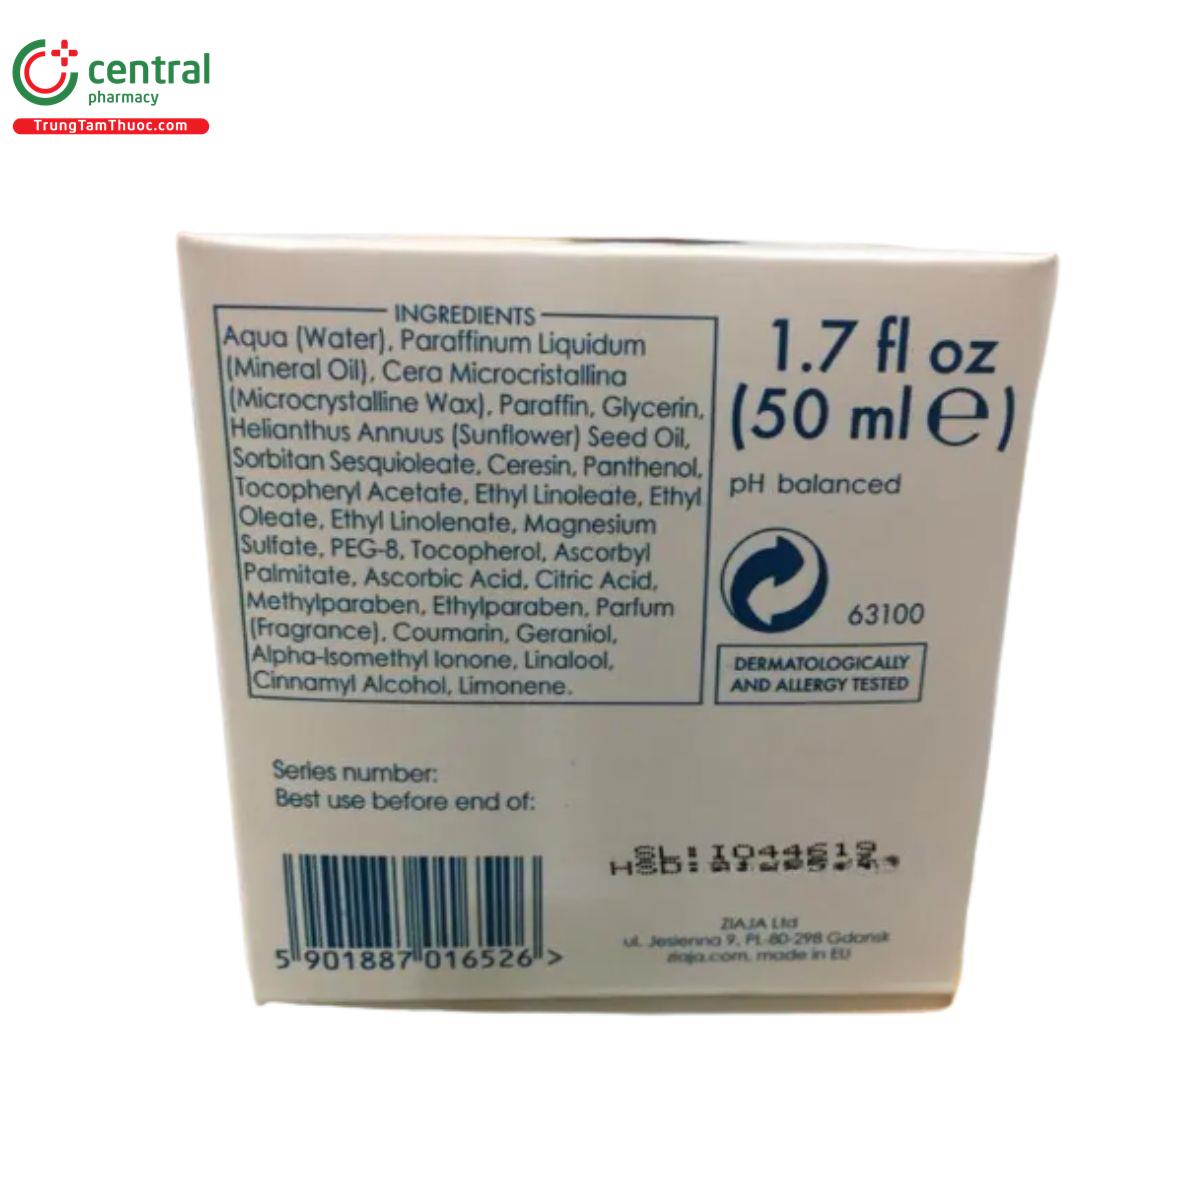 central
pharmacy
TrungTamThuoc.com
INGREDIENTS
Aqua (Water), Paraffinum Liquidum
(Mineral Oil), Cera Microcristallina
(Microcrystalline Wax), Paraffin, Glycerin,
Helianthus Annuus (Sunflower) Seed Oil,
Sorbitan Sesquioleate, Ceresin, Panthenol,
Tocopheryl Acetate, Ethyl Linoleate, Ethyl
Oleate, Ethyl Linolenate, Magnesium
Sulfate, PEG-8, Tocopherol, Ascorbyl
Palmitate, Ascorbic Acid, Citric Acid,
Methylparaben, Ethylparaben, Parfum
(Fragrance), Coumarin, Geraniol,
Alpha-Isomethyl Ionone, Linalool,
Cinnamyl Alcohol, Limonene.
1.7 fl oz
(50 ml e)
pH balanced
63100
DERMATOLOGICALLY
AND ALLERGY TESTED
Series number:
Best use before end of:
5 901887 016526 >
ZIAJA Ltd
ul. Jesienna 9, PL-80-298 Gdansk
ziaja.com, made in EU